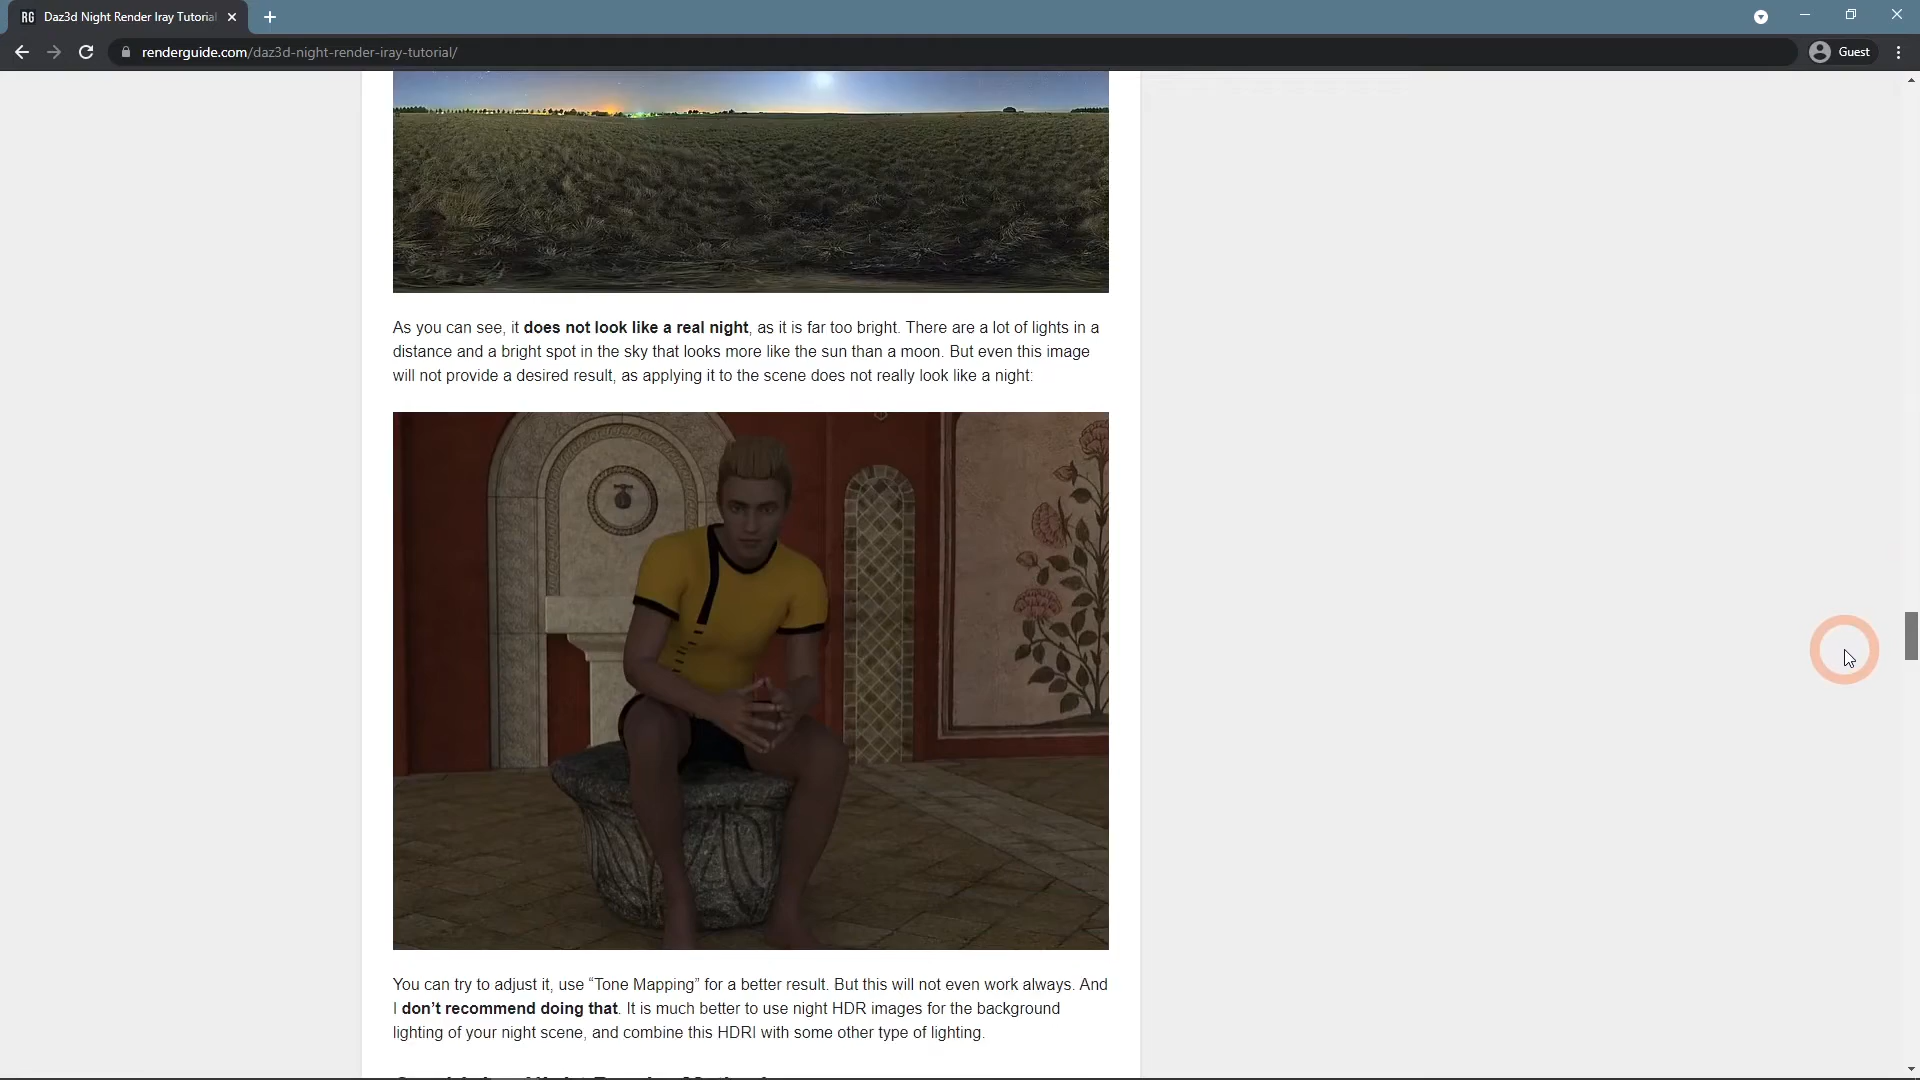 RG Daz3d Night Render Iray Tutorial
renderguide.com/daz3d-night-render-iray-tutorial/
Guest
As you can see, it does not look like a real night, as it is far too bright. There are a lot of lights in a
distance and a bright spot in the sky that looks more like the sun than a moon. But even this image
will not provide a desired result, as applying it to the scene does not really look like a night:
You can try to adjust it, use “Tone Mapping” for a better result. But this will not even work always. And
I don’t recommend doing that. It is much better to use night HDR images for the background
lighting of your night scene, and combine this HDRI with some other type of lighting.